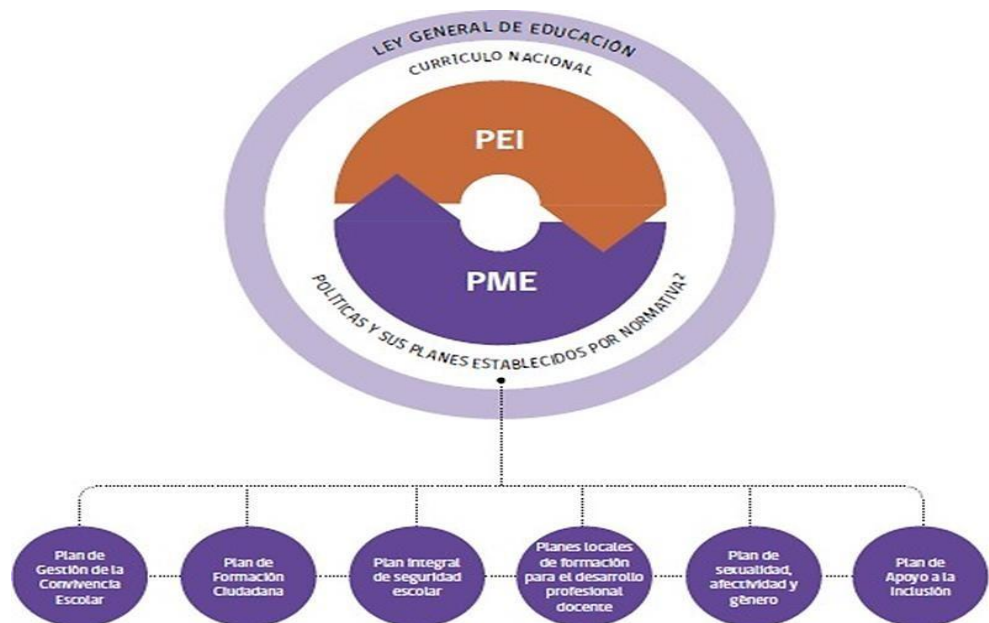 LEY GENERAL DE EDUCACIÓN
CURRÍCULO NACIONAL
PEI
PME
POLÍTICAS Y SUS PLANES ESTABLECIDOS POR NORMATIVA²
Plan de
Gestión de la
Convivencia
Escolar
Plan de
Formación
Ciudadana
Plan Integral
de seguridad
escolar
Planes locales
de formación
para el desarrollo
profesional
docente
Plan de
sexualidad,
afectividad y
género
Plan de
Apoyo a la
Inclusión